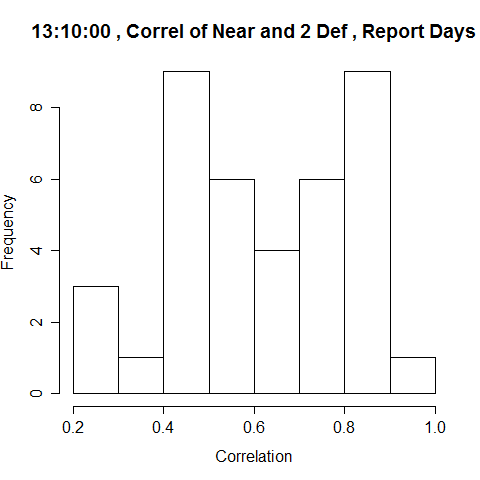 13:10:00 , Correl of Near and 2 Def , Report Days
Frequency
8
6
4
2
0
0.2 0.4 0.6 0.8 1.0
Correlation